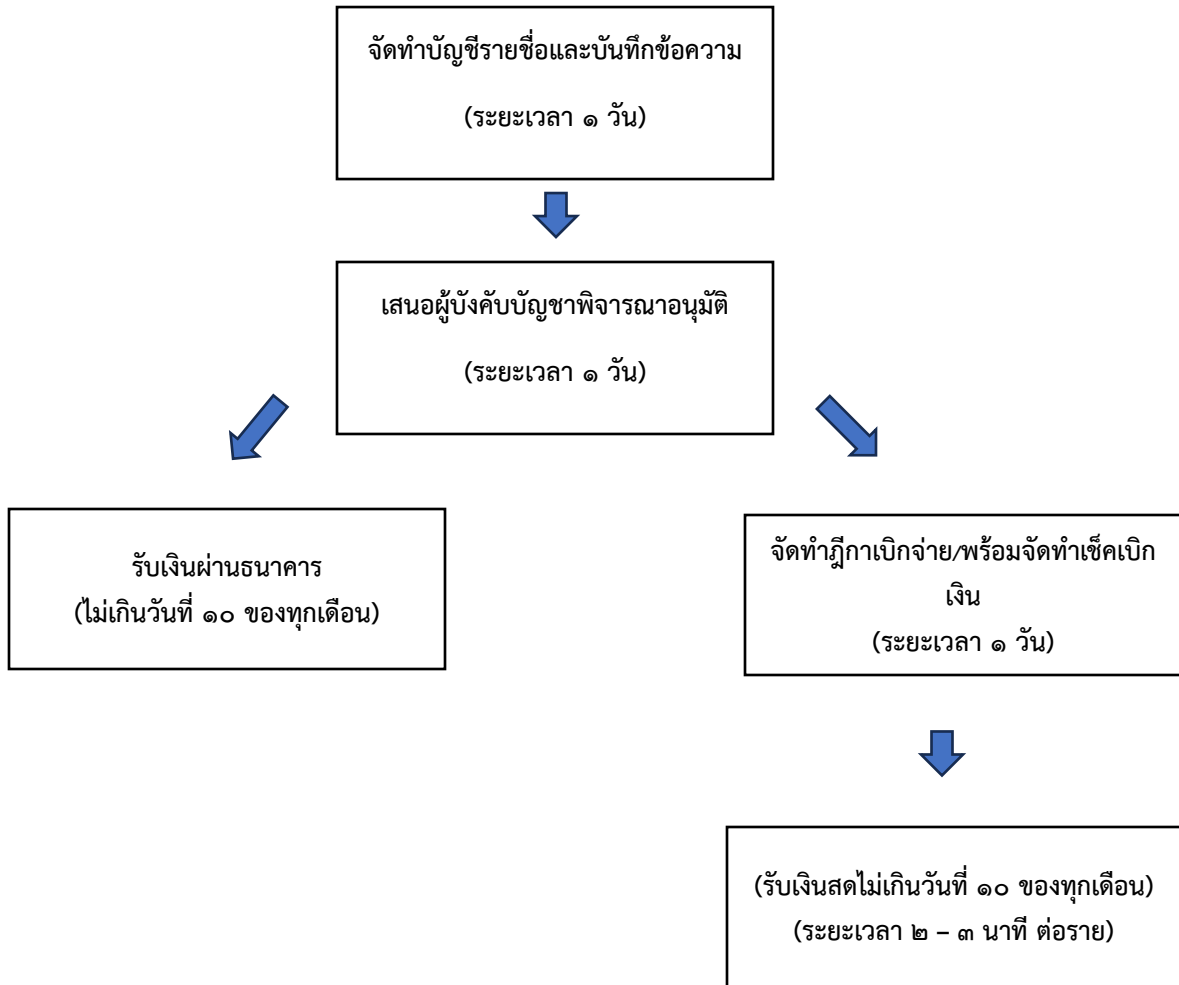 จัดทำบัญชีรายชื่อและบันทึกข้อความ
(ระยะเวลา ๑ วัน)
เสนอผู้บังคับบัญชาพิจารณาอนุมัติ
(ระยะเวลา ๑ วัน)
รับเงินผ่านธนาคาร
(ไม่เกินวันที่ ๑๐ ของทุกเดือน)
จัดทำฎีกาเบิกจ่าย/พร้อมจัดทำเช็คเบิก
เงิน
(ระยะเวลา ๑ วัน)
(รับเงินสดไม่เกินวันที่ ๑๐ ของทุกเดือน)
(ระยะเวลา ๒ – ๓ นาที ต่อราย)